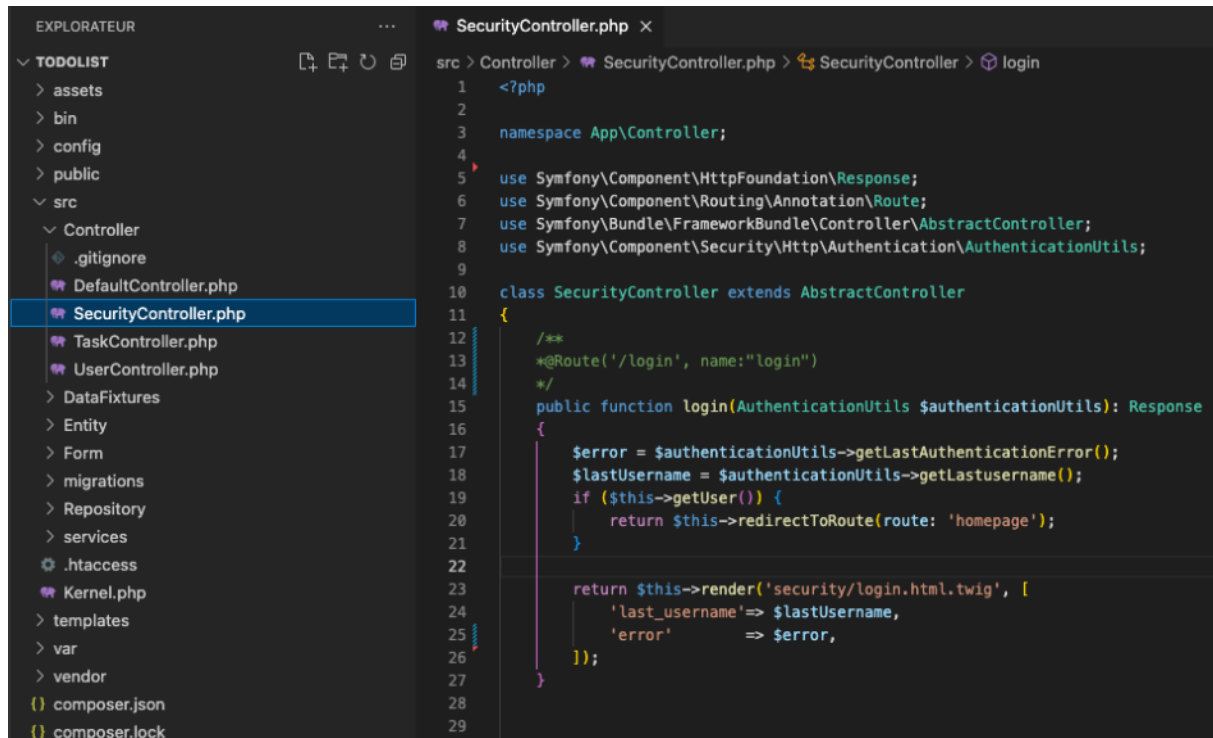 EXPLORATEUR
...
TODOLIST
> assets
> bin
> config
> public
src
Controller
.gitignore
DefaultController.php
SecurityController.php
TaskController.php
UserController.php
> DataFixtures
> Entity
> Form
> migrations
> Repository
> services
.htaccess
Kernel.php
> templates
> var
> vendor
{} composer.json
{} composer.lock
SecurityController.php ×
src > Controller > SecurityController.php > SecurityController > login
1 <?php
2
3 namespace App\Controller;
4
5 use Symfony\Component\HttpFoundation\Response;
6 use Symfony\Component\Routing\Annotation\Route;
7 use Symfony\Bundle\FrameworkBundle\Controller\AbstractController;
8 use Symfony\Component\Security\Http\Authentication\AuthenticationUtils;
9
10 class SecurityController extends AbstractController
11 {
12 /**
13 *@Route('/login', name:"login")
14 */
15 public function login(AuthenticationUtils $authenticationUtils): Response
16 {
17 $error = $authenticationUtils->getLastAuthenticationError();
18 $lastUsername = $authenticationUtils->getLastusername();
19 if ($this->getUser()) {
20 return $this->redirectToRoute(route: 'homepage');
21 }
22
23 return $this->render('security/login.html.twig', [
24 'last_username'=> $lastUsername,
25 'error' => $error,
26 ]);
27 }
28
29